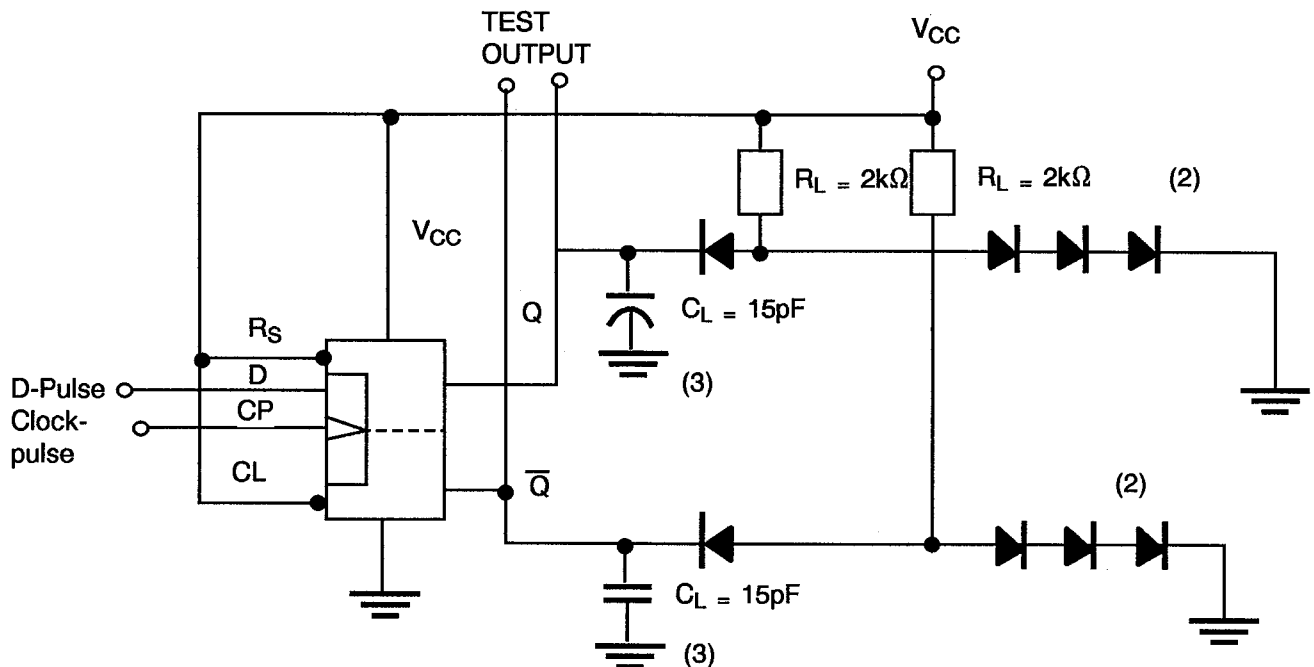 TEST
OUTPUT
VCC
RL = 2kΩ
RL = 2kΩ
(2)
VCC
Q
CL = 15pF
(3)
RS
D-Pulse
D
Clock-
pulse
CP
CL
Q̅
(2)
CL = 15pF
(3)